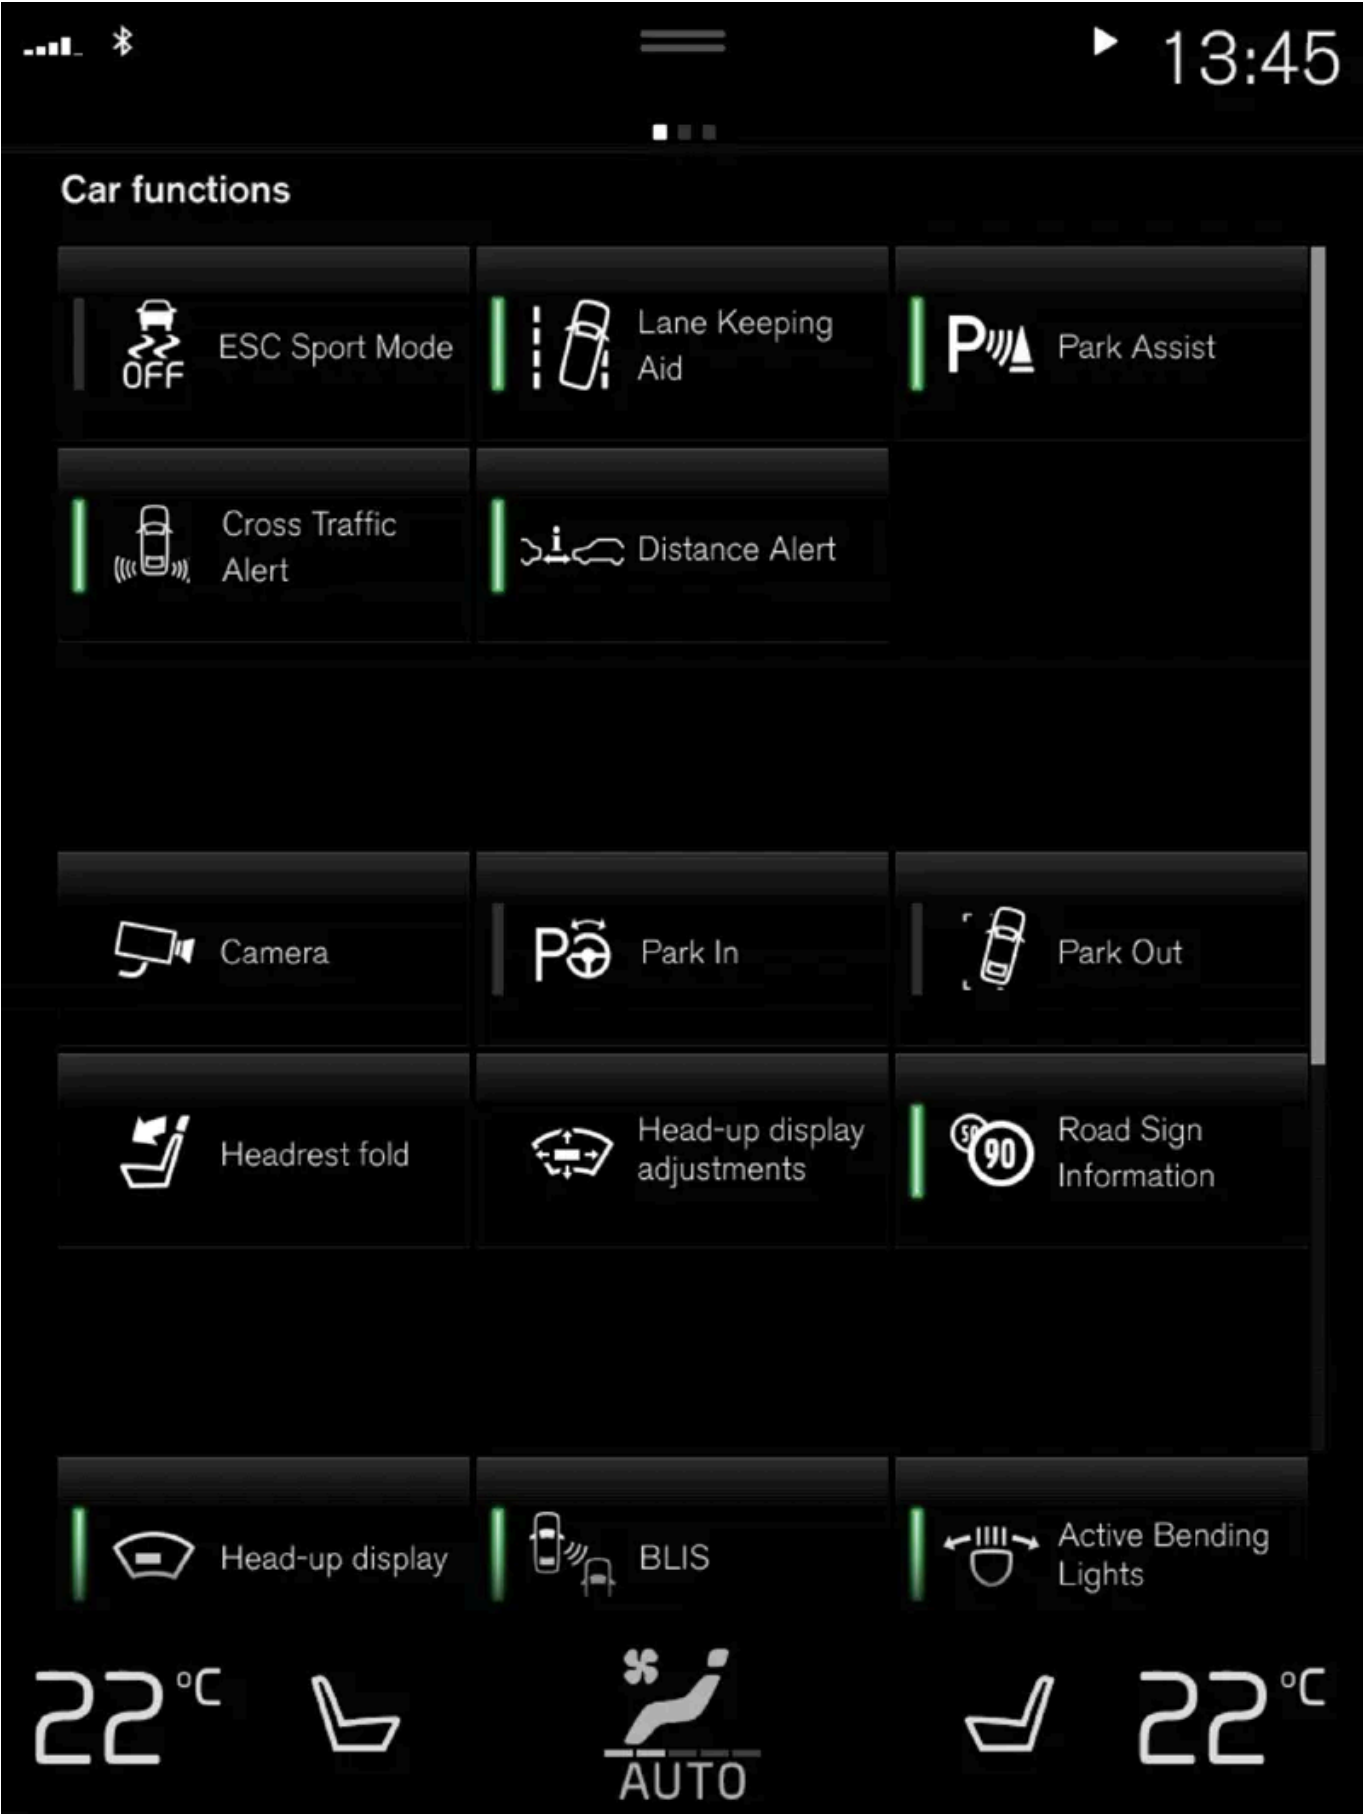 13:45
Car functions
OFF
ESC Sport Mode
Lane Keeping
Aid
P
Park Assist
Cross Traffic
Alert
i
Distance Alert
Camera
P
Park In
Park Out
Headrest fold
Head-up display
adjustments
50
90
Road Sign
Information
Head-up display
BLIS
Active Bending
Lights
22°C
AUTO
22°C